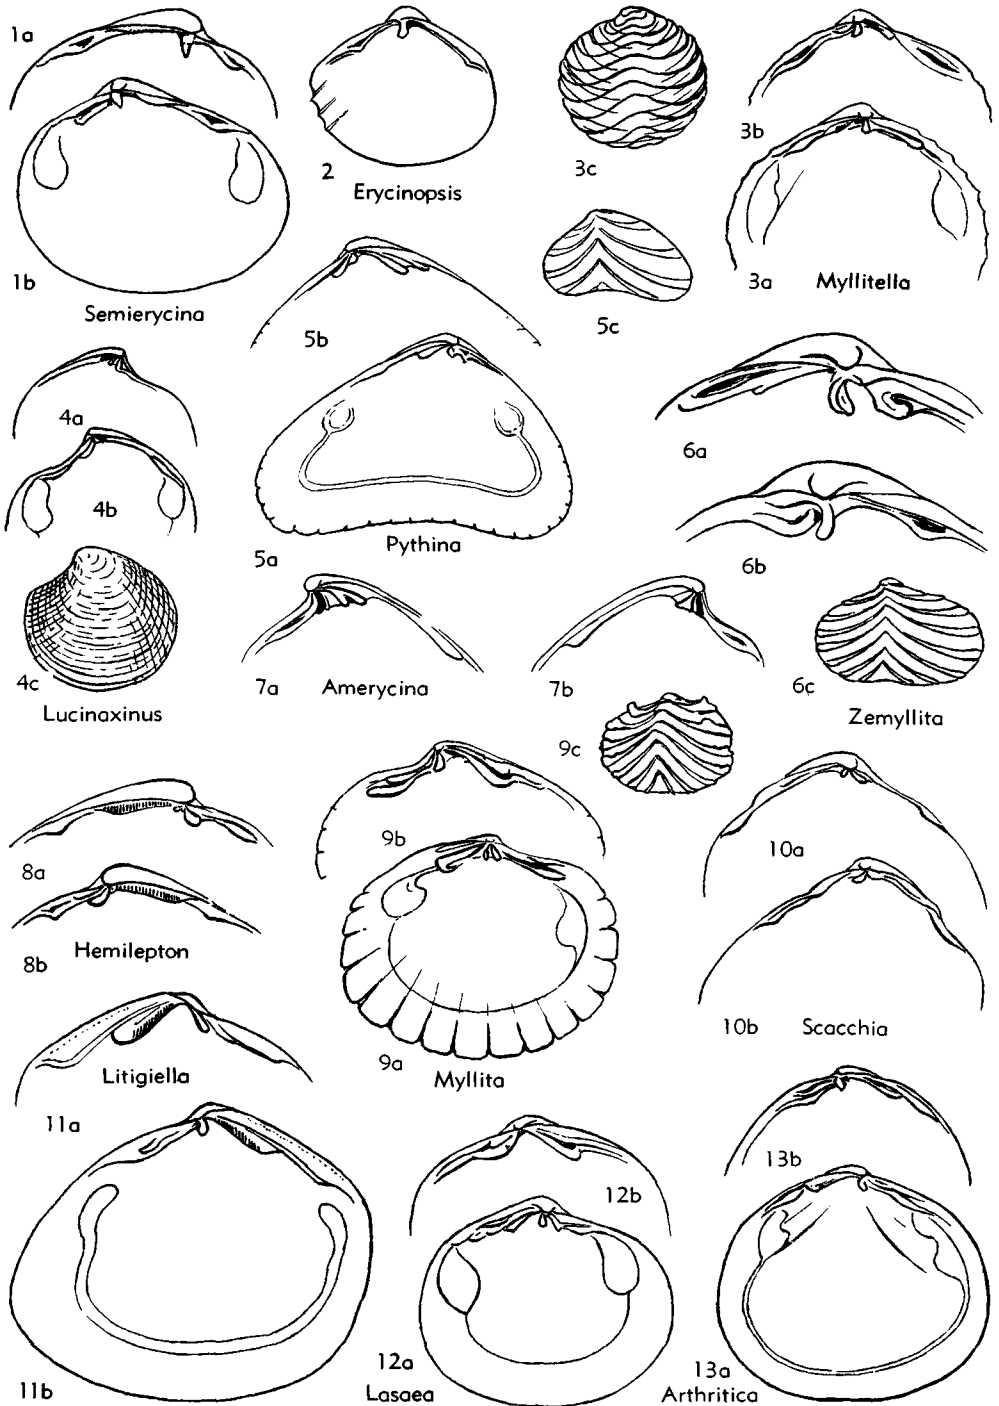 1a
2
3c
3b
Erycinopsis
1b
3a
Myllitella
Semierycina
5b
5c
4a
6a
4b
5a
Pythina
6b
4c
7a
Amerycina
7b
6c
Lucinaxinus
Zemyllita
9c
9b
10a
8a
Hemilepton
8b
10b
Scacchia
9a
Myllita
Litigiella
11a
13b
12b
12a
13a
11b
Lasaea
Arthritica